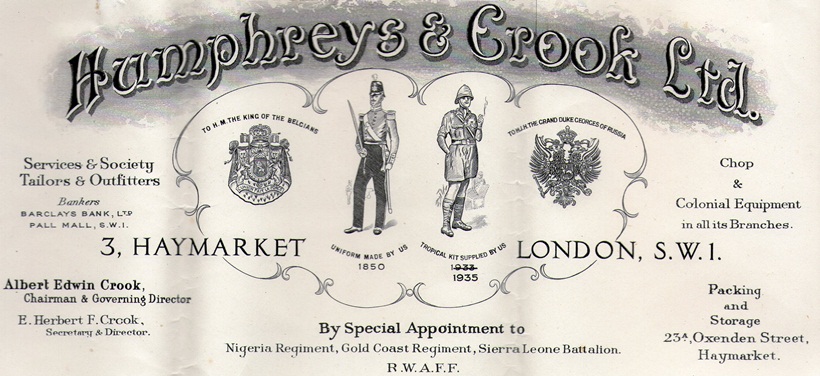 Humphreys & Crook Ltd.
TO H.M. THE KING OF THE BELGIANS
TO H.I.H. THE GRAND DUKE GEORGES OF RUSSIA
Services & Society
Tailors & Outfitters
Bankers
BARCLAYS BANK, LTD
PALL MALL, S.W.1.
Chop
&
Colonial Equipment
in all its Branches.
3, HAYMARKET
LONDON, S.W.1.
UNIFORM MADE BY US
1850
TROPICAL KIT SUPPLIED BY US
1933
1935
Albert Edwin Crook,
Chairman & Governing Director
E. Herbert F. Crook,
Secretary & Director.
Packing
and
Storage
23A, Oxenden Street,
Haymarket.
By Special Appointment to
Nigeria Regiment, Gold Coast Regiment, Sierra Leone Battalion.
R.W.A.F.F.